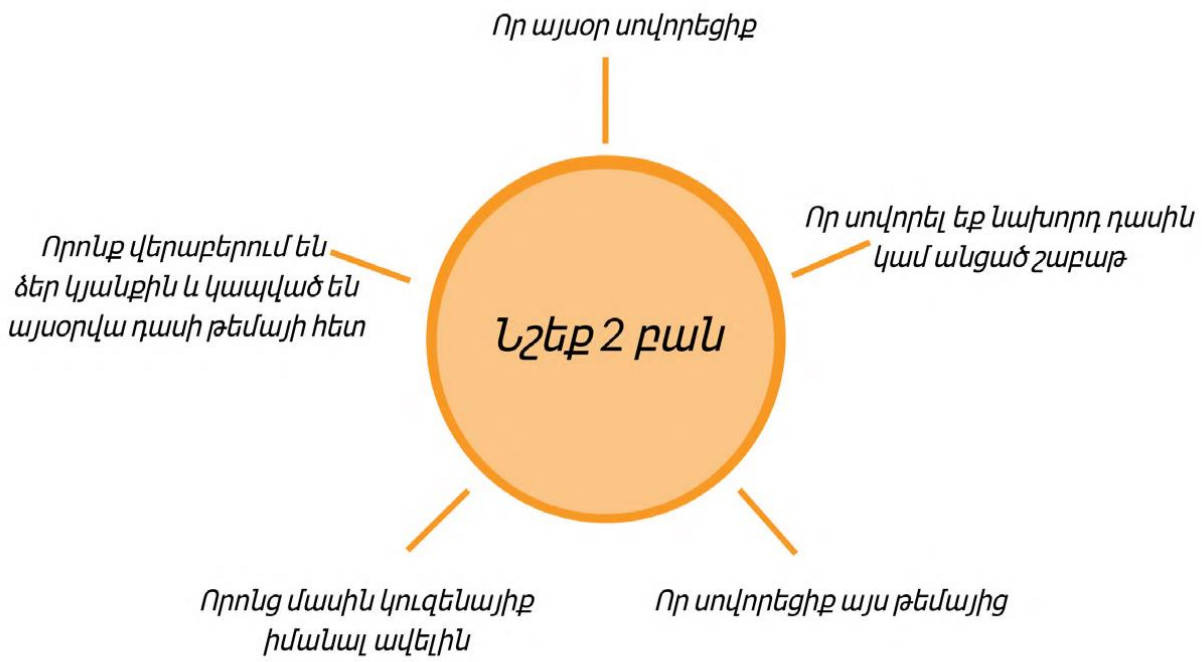 Որ այսօր սովորեցիք
Որ սովորել եք նախորդ դասին
կամ անցած շաբաթ
Որոնք վերաբերում են
ձեր կյանքին և կապված են
այսօրվա դասի թեմայի հետ
Նշեք 2 բան
Որոնց մասին կուզենայիք
իմանալ ավելին
Որ սովորեցիք այս թեմայից